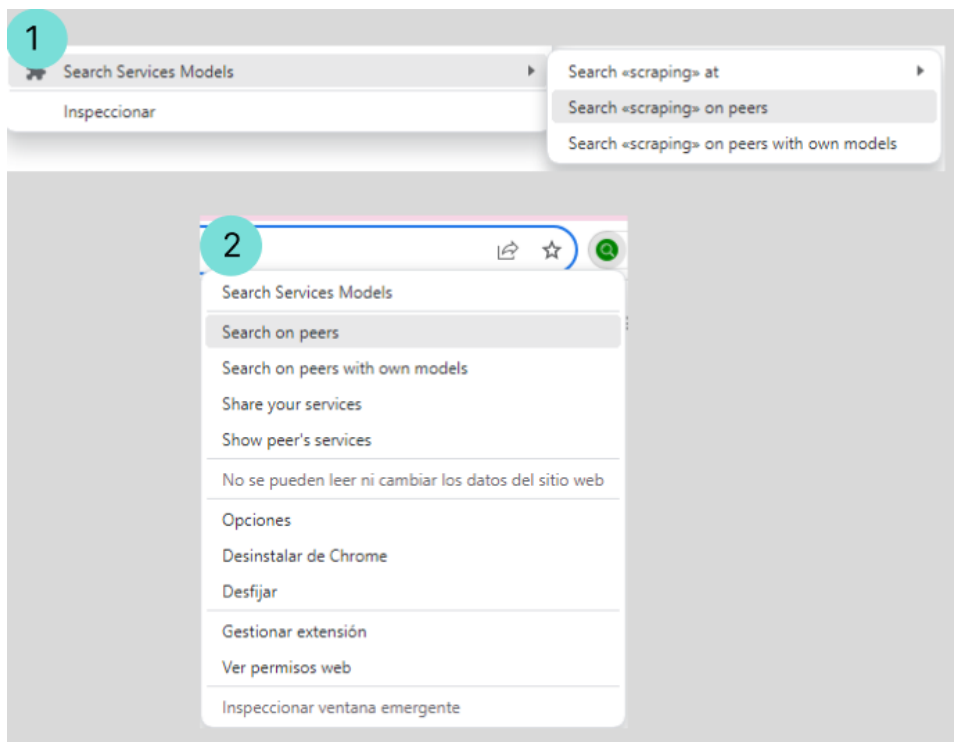 1
Search Services Models
Inspeccionar
Search «scraping» at
Search «scraping» on peers
Search «scraping» on peers with own models
2
Search Services Models
Search on peers
Search on peers with own models
Share your services
Show peer's services
No se pueden leer ni cambiar los datos del sitio web
Opciones
Desinstalar de Chrome
Desfijar
Gestionar extensión
Ver permisos web
Inspeccionar ventana emergente